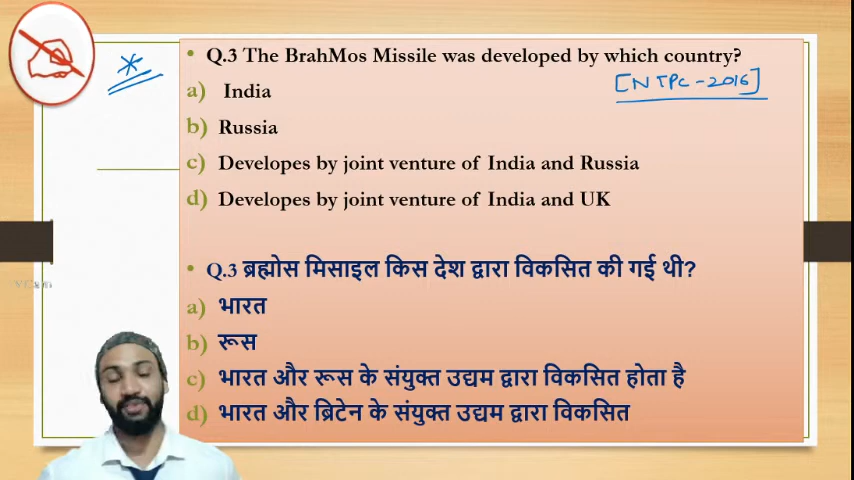 Q.3 The BrahMos Missile was developed by which country?
[NTPC-2016]
a) India
b) Russia
c) Developes by joint venture of India and Russia
d) Developes by joint venture of India and UK
Q.3 ब्रह्मोस मिसाइल किस देश द्वारा विकसित की गई थी?
a) भारत
b) रूस
c) भारत और रूस के संयुक्त उद्यम द्वारा विकसित होता है
d) भारत और ब्रिटेन के संयुक्त उद्यम द्वारा विकसित